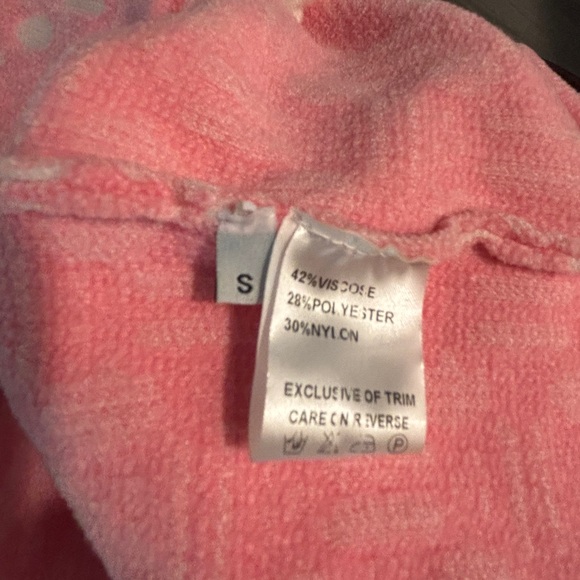 S
42%VISCOSE
28%POLYESTER
30%NYLON
EXCLUSIVE OF TRIM
CARE ON REVERSE
P